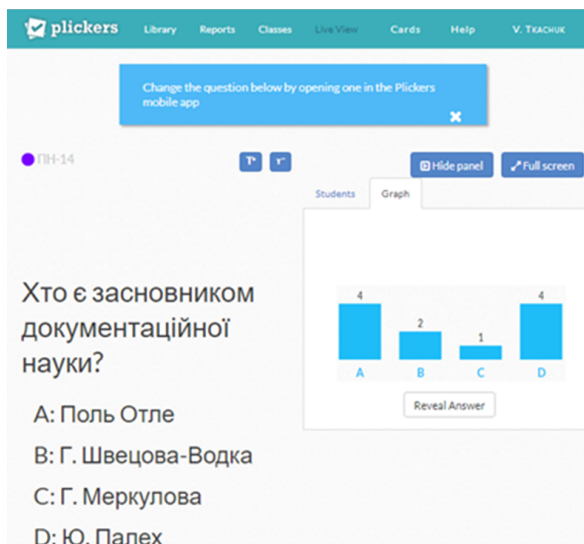 plickers Library Reports Classes Live View Cards Help V. TKACHUK
Change the question below by opening one in the Plickers
mobile app
ПН-14
T+ T- Hide panel Full screen
Students Graph
Хто є засновником
документаційної
науки?
A: Поль Отле
B: Г. Швецова-Водка
C: Г. Меркулова
D: Ю. Палех
4 2 1 4
A B C D
Reveal Answer